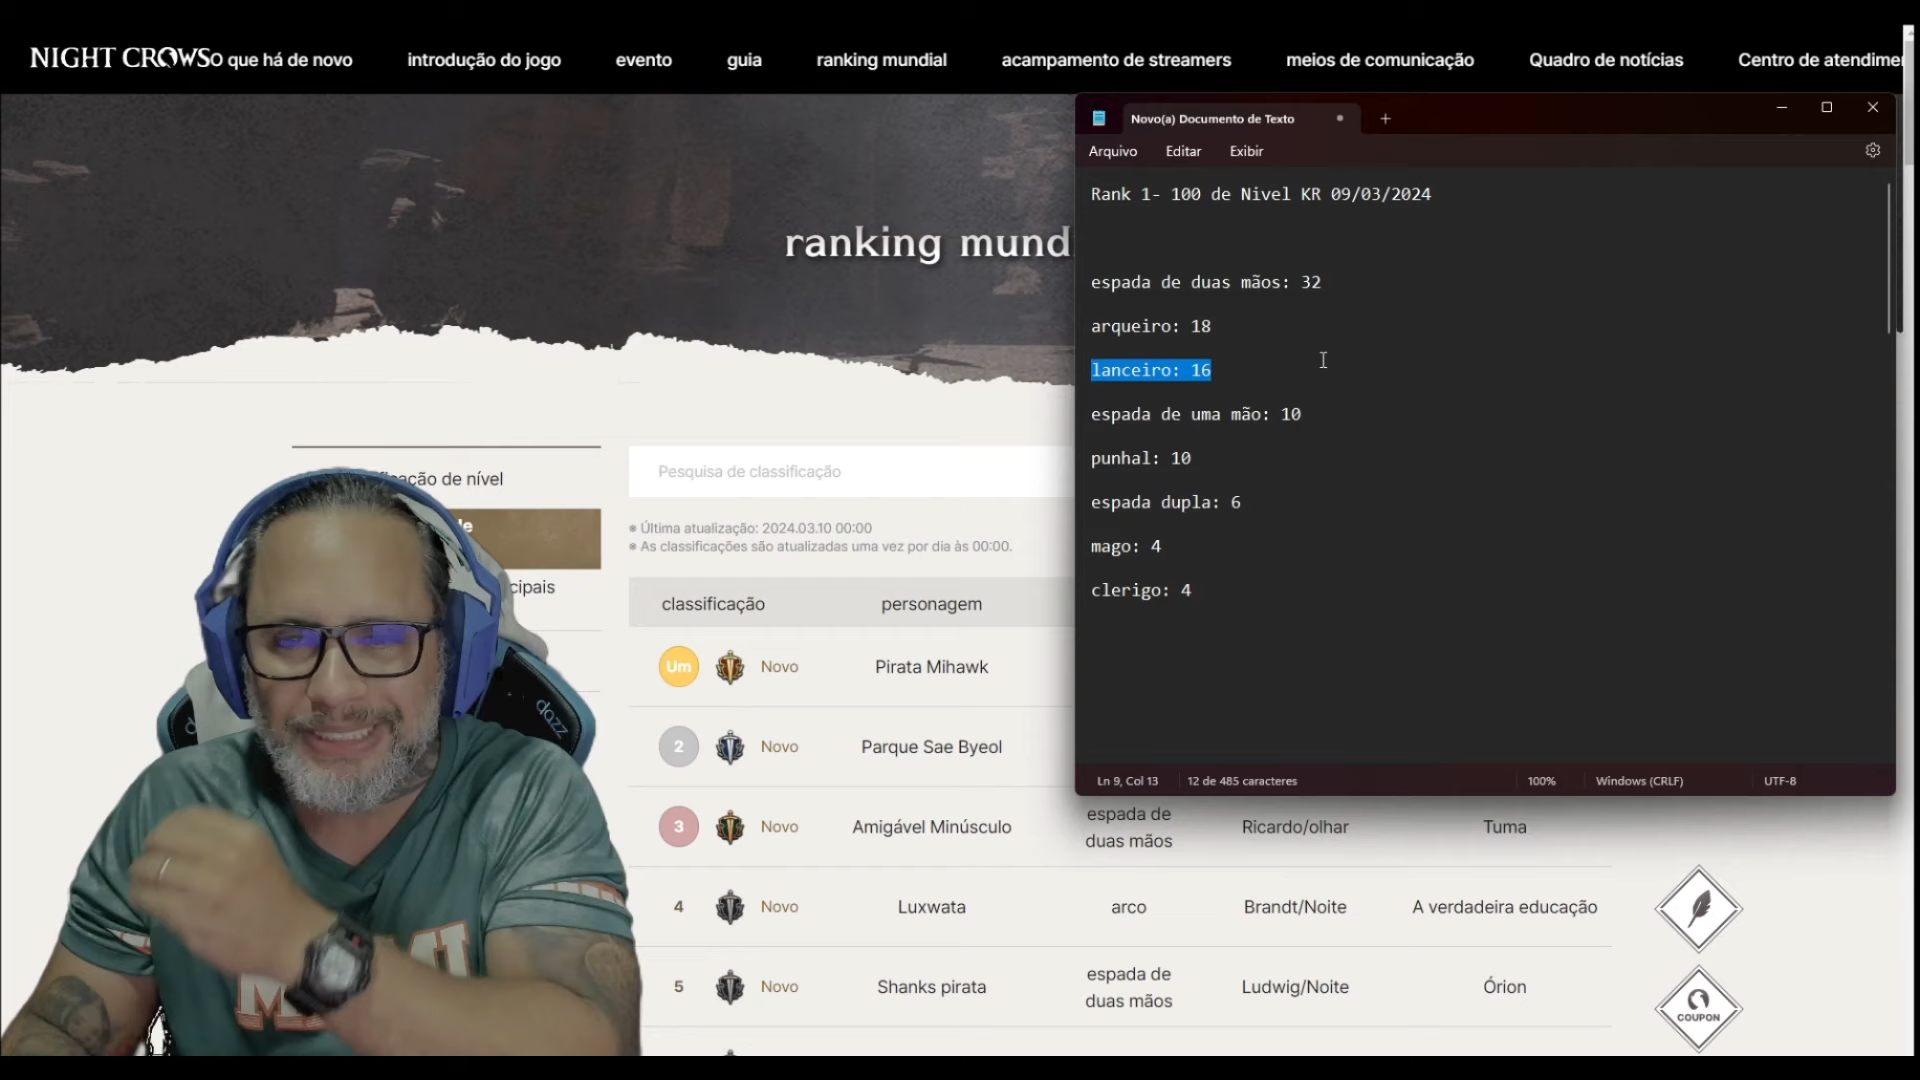 NIGHT CROWS
O que há de novo
introdução do jogo
evento
guia
ranking mundial
acampamento de streamers
meios de comunicação
Quadro de notícias
Centro de atendime
ranking mund
Novo(a) Documento de Texto
Arquivo Editar Exibir
Rank 1- 100 de Nivel KR 09/03/2024
espada de duas mãos: 32
arqueiro: 18
lanceiro: 16
espada de uma mão: 10
punhal: 10
espada dupla: 6
mago: 4
clerigo: 4
Ln 9, Col 13 12 de 485 caracteres 100% Windows (CRLF) UTF-8
ação de nível
de
cipais
Pesquisa de classificação
※ Última atualização: 2024.03.10 00:00
※ As classificações são atualizadas uma vez por dia às 00:00.
classificação personagem
Um Novo Pirata Mihawk
2 Novo Parque Sae Byeol
3 Novo Amigável Minúsculo espada de duas mãos Ricardo/olhar Tuma
4 Novo Luxwata arco Brandt/Noite A verdadeira educação
5 Novo Shanks pirata espada de duas mãos Ludwig/Noite Órion
COUPON
dazz